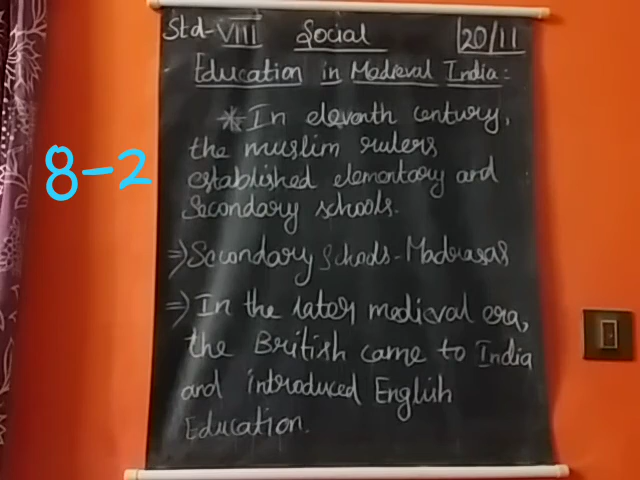 Std-VIII Social 20/11
Education in Medieval India:
* In eleventh century,
the muslim rulers
established elementary and
Secondary schools.
8-2
⇒ Secondary Schools - Madrasas
⇒ In the later medieval era,
the British came to India
and introduced English
Education.